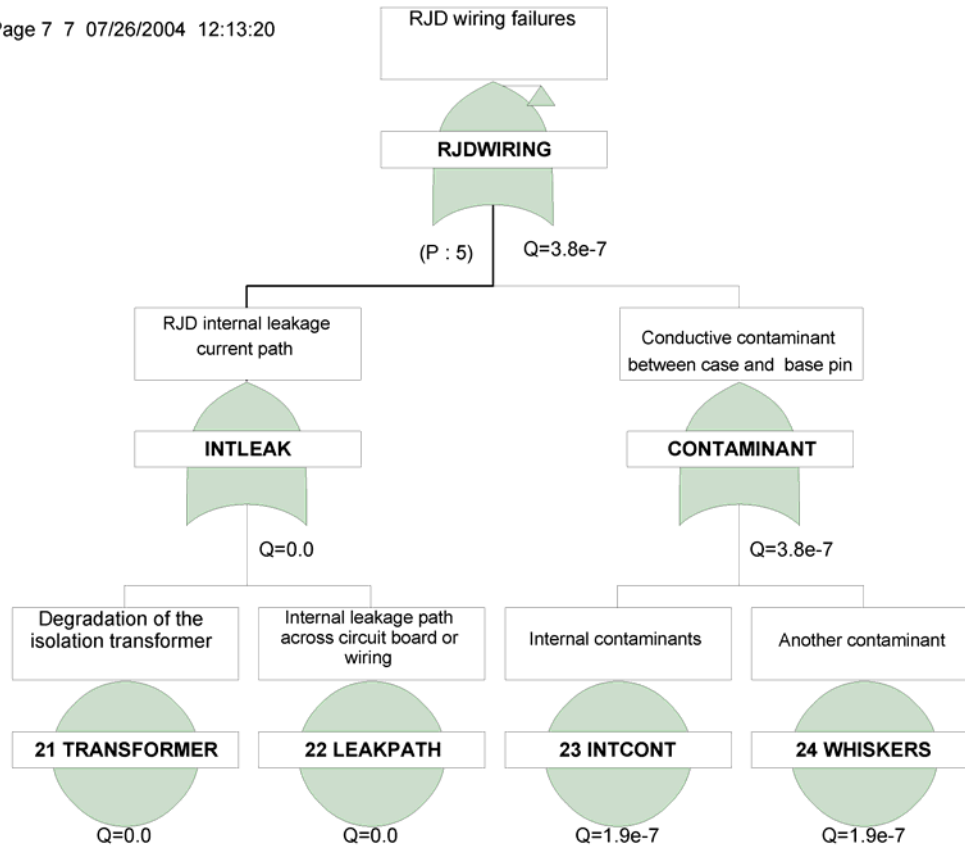 Page 7 7 07/26/2004 12:13:20
RJD wiring failures
RJDWIRING
(P : 5)
Q=3.8e-7
RJD internal leakage
current path
Conductive contaminant
between case and base pin
INTLEAK
CONTAMINANT
Q=0.0
Q=3.8e-7
Degradation of the
isolation transformer
Internal leakage path
across circuit board or
wiring
Internal contaminants
Another contaminant
21 TRANSFORMER
22 LEAKPATH
23 INTCONT
24 WHISKERS
Q=0.0
Q=0.0
Q=1.9e-7
Q=1.9e-7